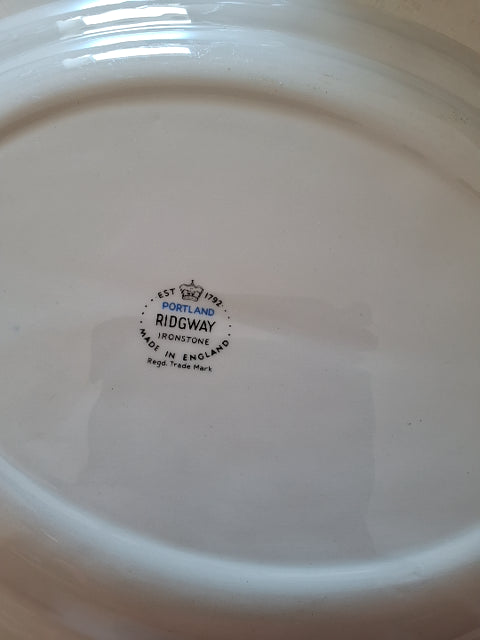 EST 1792
PORTLAND
RIDGWAY
IRONSTONE
MADE IN ENGLAND
Regd. Trade Mark